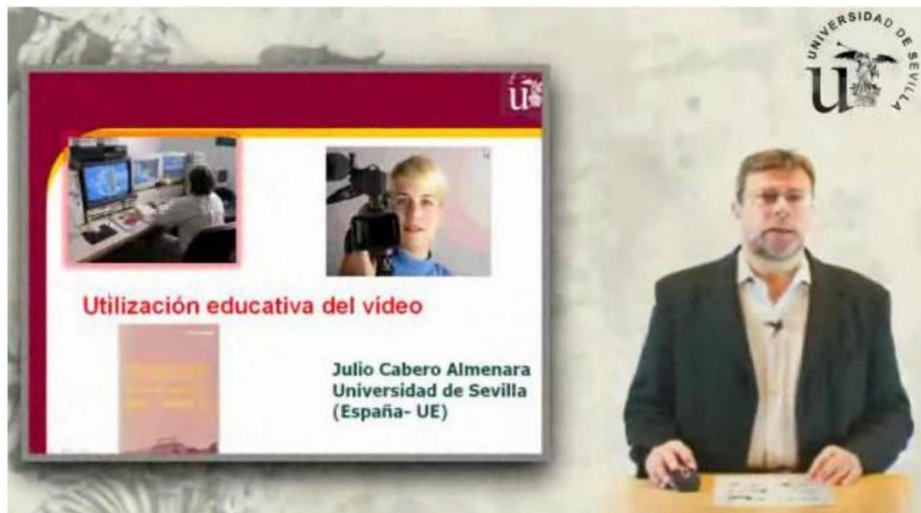 UNIVERSIDAD DE SEVILLA
U
U
Utilización educativa del vídeo
Julio Cabero Almenara
Universidad de Sevilla
(España- UE)